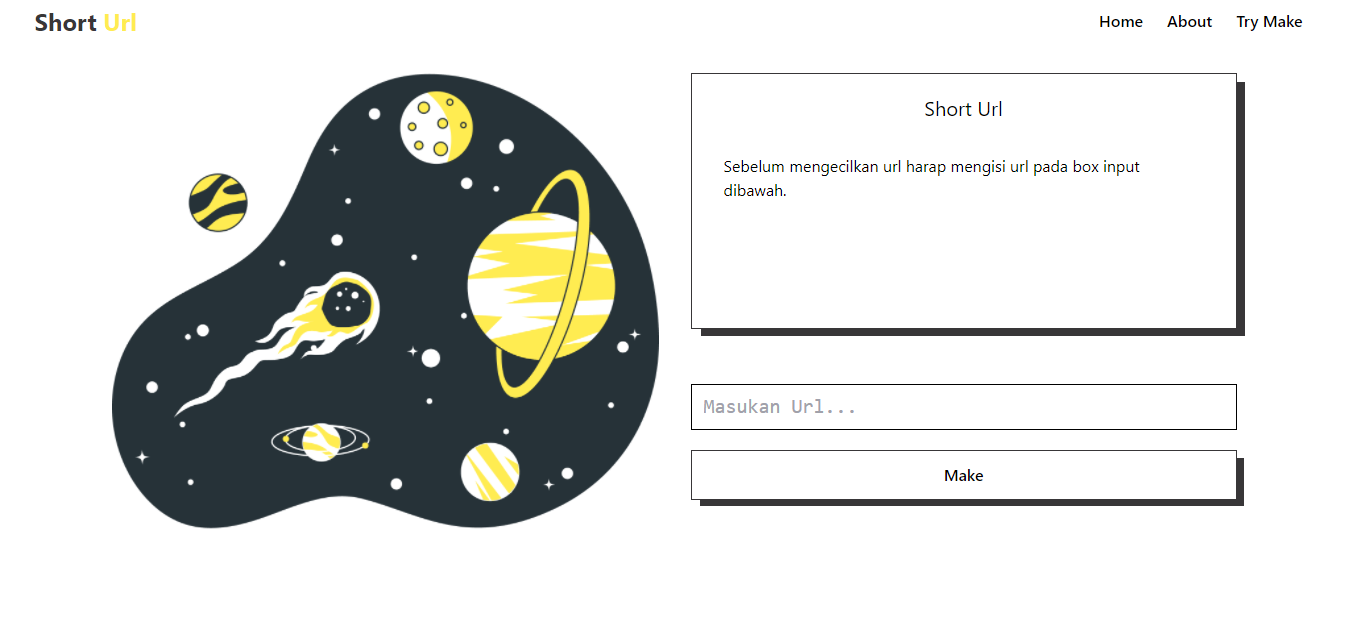 Short Url
Home About Try Make
Short Url
Sebelum mengecilkan url harap mengisi url pada box input
dibawah.
Masukan Url...
Make